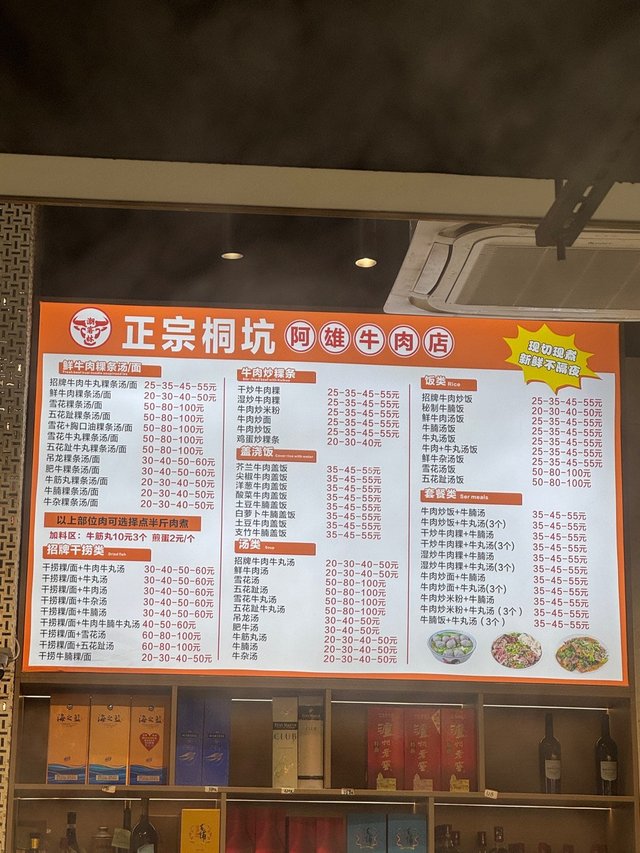 潮香妹
正宗桐坑 阿雄牛肉店
现切现煮
新鲜不隔夜
鲜牛肉粿条汤/面
招牌牛肉牛丸粿条汤/面 25-35-45-55元
鲜牛肉粿条汤/面 20-30-40-50元
雪花粿条汤/面 50-80-100元
五花趾粿条汤/面 50-80-100元
雪花+胸口油粿条汤/面 50-80-100元
雪花牛丸粿条汤/面 50-80-100元
五花趾牛丸粿条汤/面 50-80-100元
吊龙粿条汤/面 30-40-50-60元
肥牛粿条汤/面 30-40-50-60元
牛筋丸粿条汤/面 20-30-40-50元
牛腩粿条汤/面 20-30-40-50元
牛杂粿条汤/面 20-30-40-50元
以上部位肉可选择点半斤肉煮
加料区：牛筋丸10元3个 煎蛋2元/个
招牌干捞类
干捞粿/面+牛肉牛丸汤 30-40-50-60元
干捞粿/面+牛丸汤 30-40-50-60元
干捞粿/面+牛肉汤 30-40-50-60元
干捞粿/面+牛杂汤 30-40-50-60元
干捞粿/面+牛腩汤 30-40-50-60元
干捞粿/面+牛肉牛腩牛丸汤 40-50-60元
干捞粿/面+雪花汤 60-80-100元
干捞粿/面+五花趾汤 60-80-100元
干捞牛腩粿/面 20-30-40-50元
牛肉炒粿条
干炒牛肉粿 25-35-45-55元
湿炒牛肉粿 25-35-45-55元
牛肉炒米粉 25-35-45-55元
牛肉炒面 25-35-45-55元
牛肉炒饭 25-35-45-55元
鸡蛋炒粿条 20-30-40元
盖浇饭
芥兰牛肉盖饭 35-45-55元
尖椒牛肉盖饭 35-45-55元
洋葱牛肉盖饭 35-45-55元
酸菜牛肉盖饭 35-45-55元
土豆牛腩盖饭 35-45-55元
白萝卜牛腩盖饭 35-45-55元
土豆牛肉盖饭 35-45-55元
支竹牛腩盖饭 35-45-55元
汤类 Soup
招牌牛肉牛丸汤 20-30-40-50元
鲜牛肉汤 20-30-40-50元
雪花汤 50-80-100元
五花趾汤 50-80-100元
雪花牛丸汤 50-80-100元
五花趾牛丸汤 50-80-100元
吊龙汤 30-40-50元
肥牛汤 30-40-50元
牛筋丸汤 20-30-40-50元
牛腩汤 20-30-40-50元
牛杂汤 20-30-40-50元
饭类 Rice
招牌牛肉炒饭 25-35-45-55元
秘制牛腩饭 25-35-45-55元
鲜牛肉汤饭 25-35-45-55元
牛腩汤饭 25-35-45-55元
牛丸汤饭 25-35-45-55元
牛肉+牛丸汤饭 25-35-45-55元
鲜牛杂汤饭 25-35-45-55元
雪花汤饭 50-80-100元
五花趾汤饭 50-80-100元
套餐类 Ser meals
牛肉炒饭+牛腩汤 35-45-55元
牛肉炒饭+牛丸汤(3个) 35-45-55元
干炒牛肉粿+牛腩汤 35-45-55元
干炒牛肉粿+牛丸汤(3个) 35-45-55元
湿炒牛肉粿+牛腩汤 35-45-55元
湿炒牛肉粿+牛丸汤(3个) 35-45-55元
牛肉炒面+牛腩汤 35-45-55元
牛肉炒面+牛丸汤(3个) 35-45-55元
牛肉炒米粉+牛腩汤 35-45-55元
牛肉炒米粉+牛丸汤（3个） 35-45-55元
牛腩饭+牛丸汤（3个） 35-45-55元
海之蓝
海之蓝
CLUB
泸州老窖